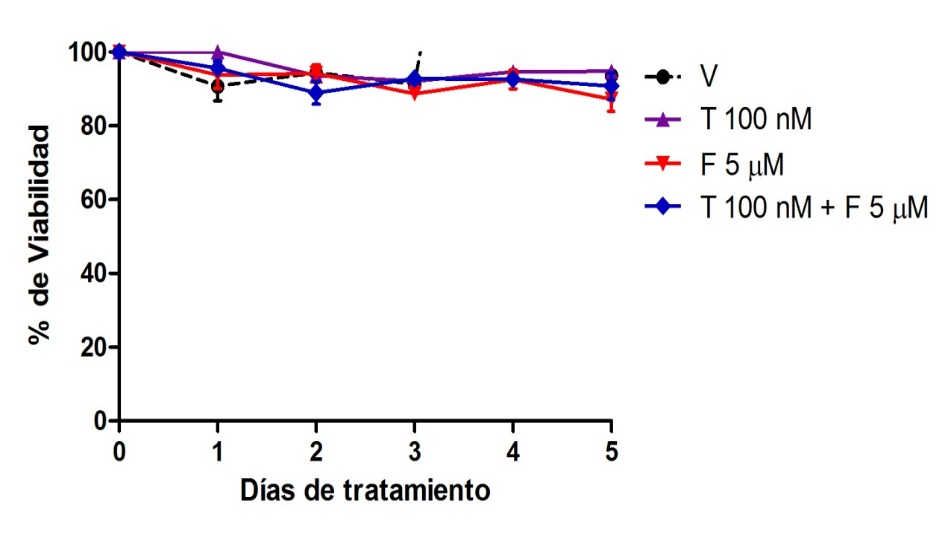 100
80
60
40
20
0
% de Viabilidad
0 1 2 3 4 5
Días de tratamiento
V
T 100 nM
F 5 μM
T 100 nM + F 5 μM